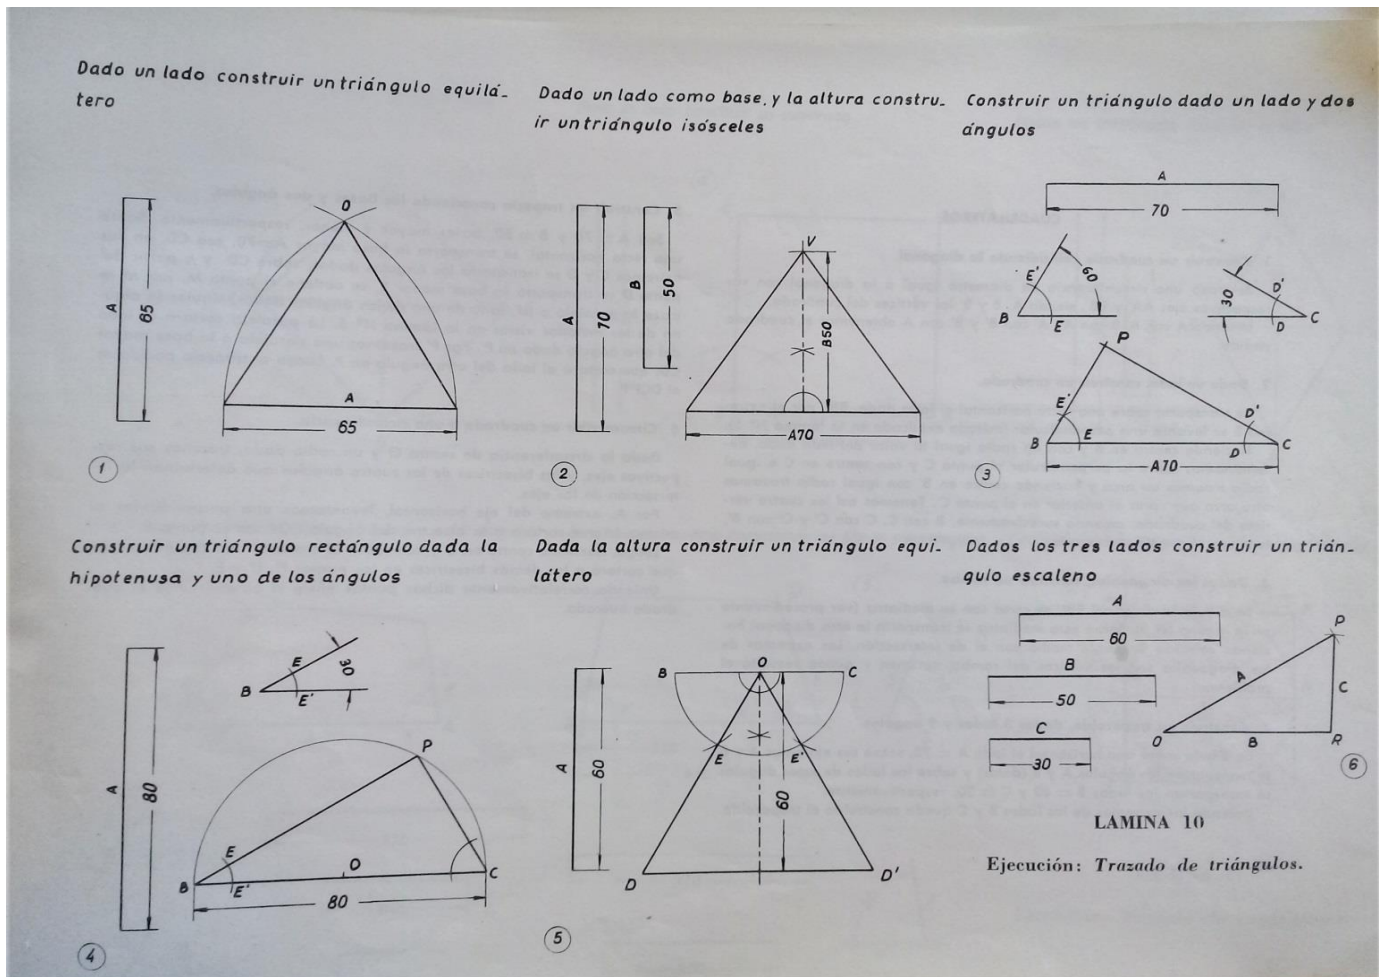 Dado un lado construir un triángulo equilá-
tero
O
A
65
A
65
1
Dado un lado como base, y la altura constru-
ir un triángulo isósceles
A
70
B
50
V
B50
A70
2
Construir un triángulo dado un lado y dos
ángulos
A
70
E'
60
B
E
30
D'
D
C
P
E'
B
E
D'
D
C
A70
3
Construir un triángulo rectángulo dada la
hipotenusa y uno de los ángulos
A
80
E
30
B
E'
P
E
B
E'
O
C
80
4
Dada la altura construir un triángulo equi-
látero
A
60
B
O
C
E
E'
60
D
D'
5
Dados los tres lados construir un trián-
gulo escaleno
A
60
B
50
C
30
P
A
C
O
B
R
6
LAMINA 10
Ejecución: Trazado de triángulos.